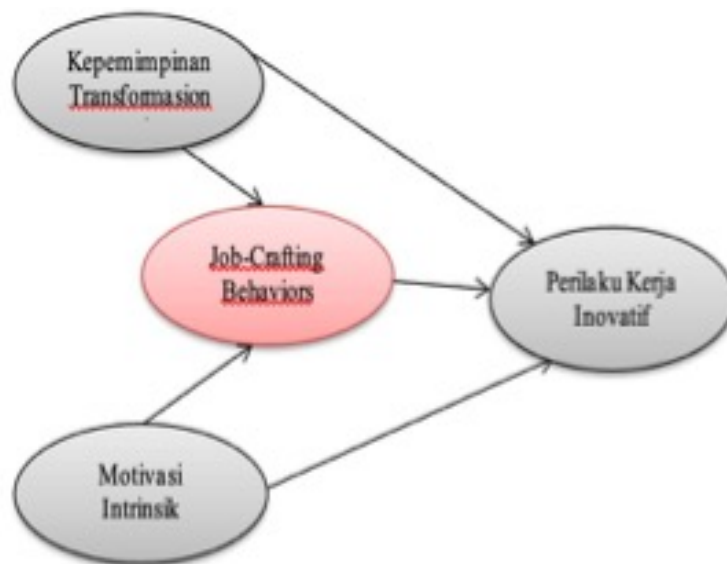 Kepemimpinan
Transformasion
Job-Crafting
Behaviors
Perilaku Kerja
Inovatif
Motivasi
Intrinsik